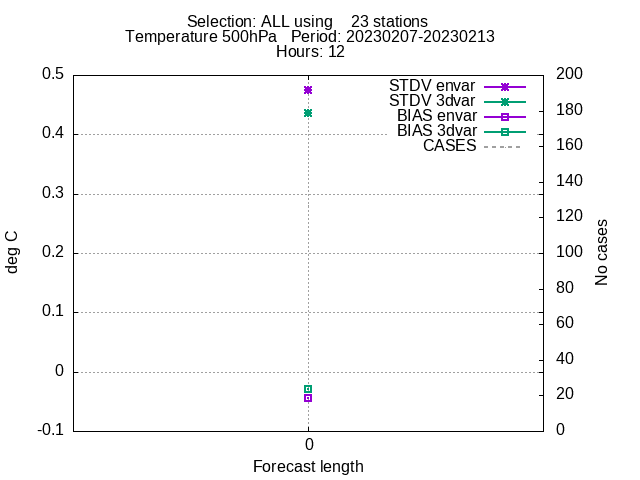 Selection: ALL using    23 stations
Temperature 500hPa   Period: 20230207-20230213
Hours: 12
STDV envar
STDV 3dvar
BIAS envar
BIAS 3dvar
CASES
deg C
0.5
0.4
0.3
0.2
0.1
0
-0.1
200
180
160
140
120
100
80
60
40
20
0
No cases
0
Forecast length